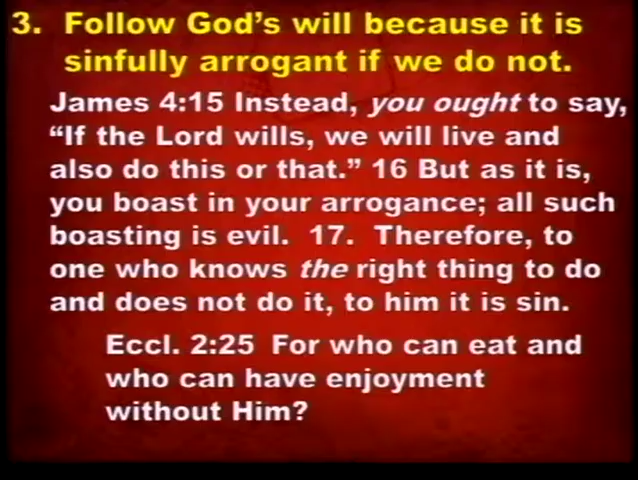 3. Follow God's will because it is
sinfully arrogant if we do not.
James 4:15 Instead, you ought to say,
“If the Lord wills, we will live and
also do this or that.” 16 But as it is,
you boast in your arrogance; all such
boasting is evil. 17. Therefore, to
one who knows the right thing to do
and does not do it, to him it is sin.
Eccl. 2:25 For who can eat and
who can have enjoyment
without Him?